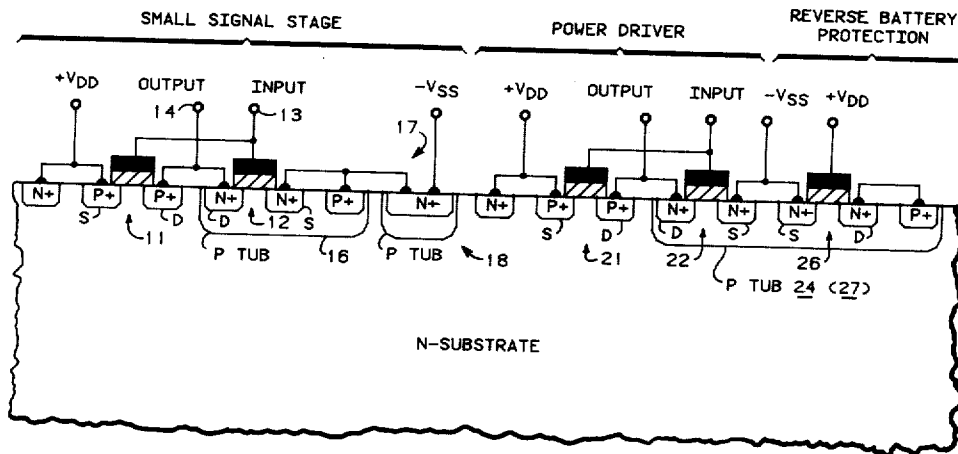 SMALL SIGNAL STAGE
POWER DRIVER
REVERSE BATTERY
PROTECTION
+VDD
OUTPUT
14
INPUT
13
-VSS
17
+VDD
OUTPUT
INPUT
-VSS
+VDD
N+ P+ P+ N+ N+ P+ N+ N+ P+ P+ N+ N+ N+ N+ P+
S D D 12 S S D D S S D
11 16 18 21 22 26
P TUB P TUB P TUB 24 (27)
N-SUBSTRATE